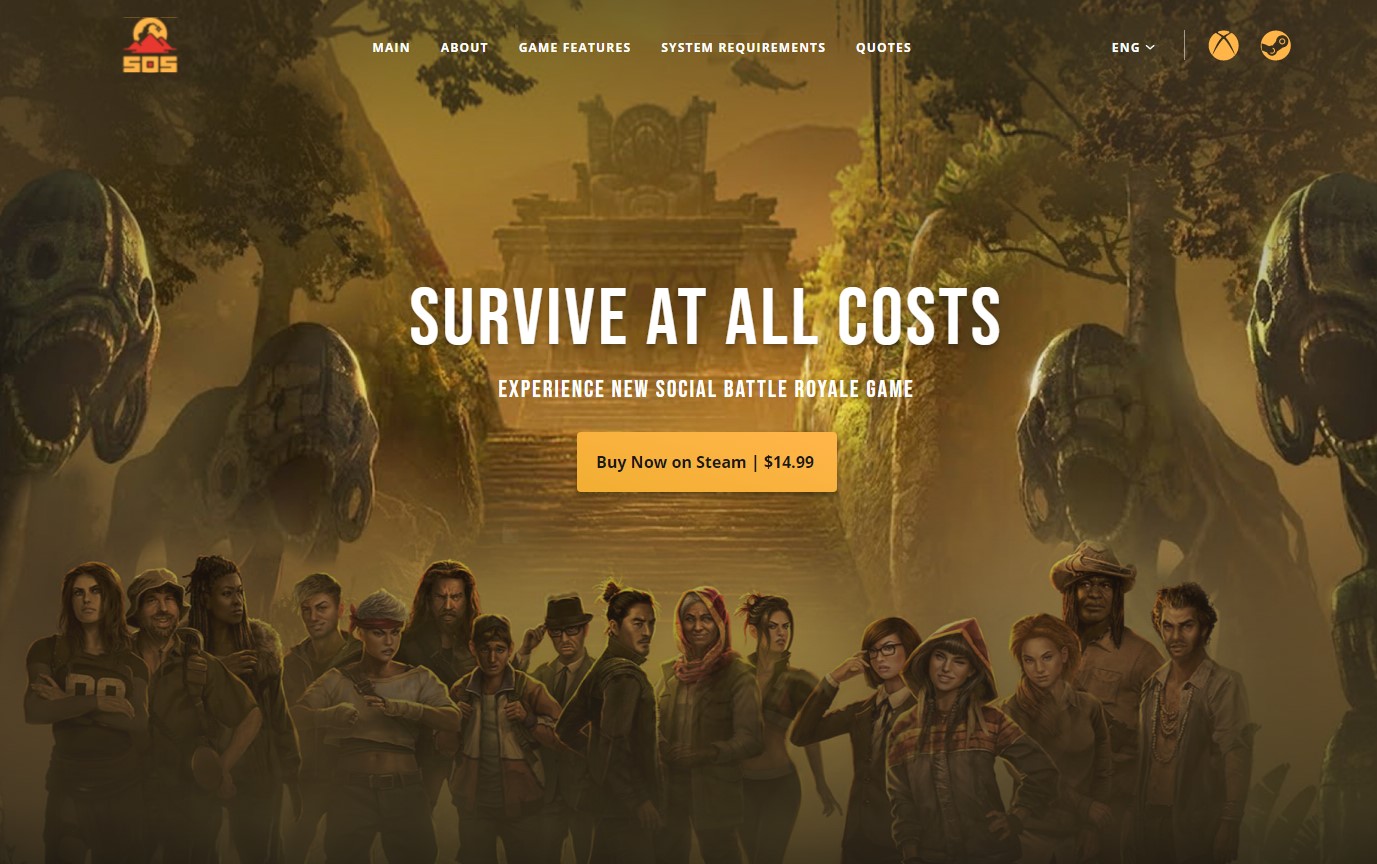 SOS
MAIN ABOUT GAME FEATURES SYSTEM REQUIREMENTS QUOTES ENG
SURVIVE AT ALL COSTS
EXPERIENCE NEW SOCIAL BATTLE ROYALE GAME
Buy Now on Steam | $14.99